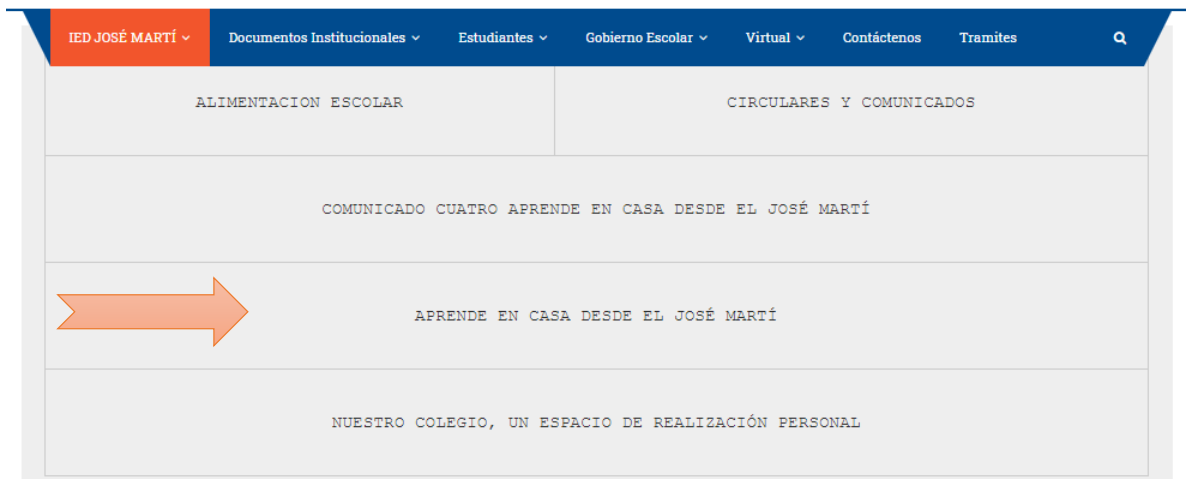 IED JOSÉ MARTÍ Documentos Institucionales Estudiantes Gobierno Escolar Virtual Contáctenos Tramites
ALIMENTACION ESCOLAR CIRCULARES Y COMUNICADOS
COMUNICADO CUATRO APRENDE EN CASA DESDE EL JOSÉ MARTÍ
APRENDE EN CASA DESDE EL JOSÉ MARTÍ
NUESTRO COLEGIO, UN ESPACIO DE REALIZACIÓN PERSONAL